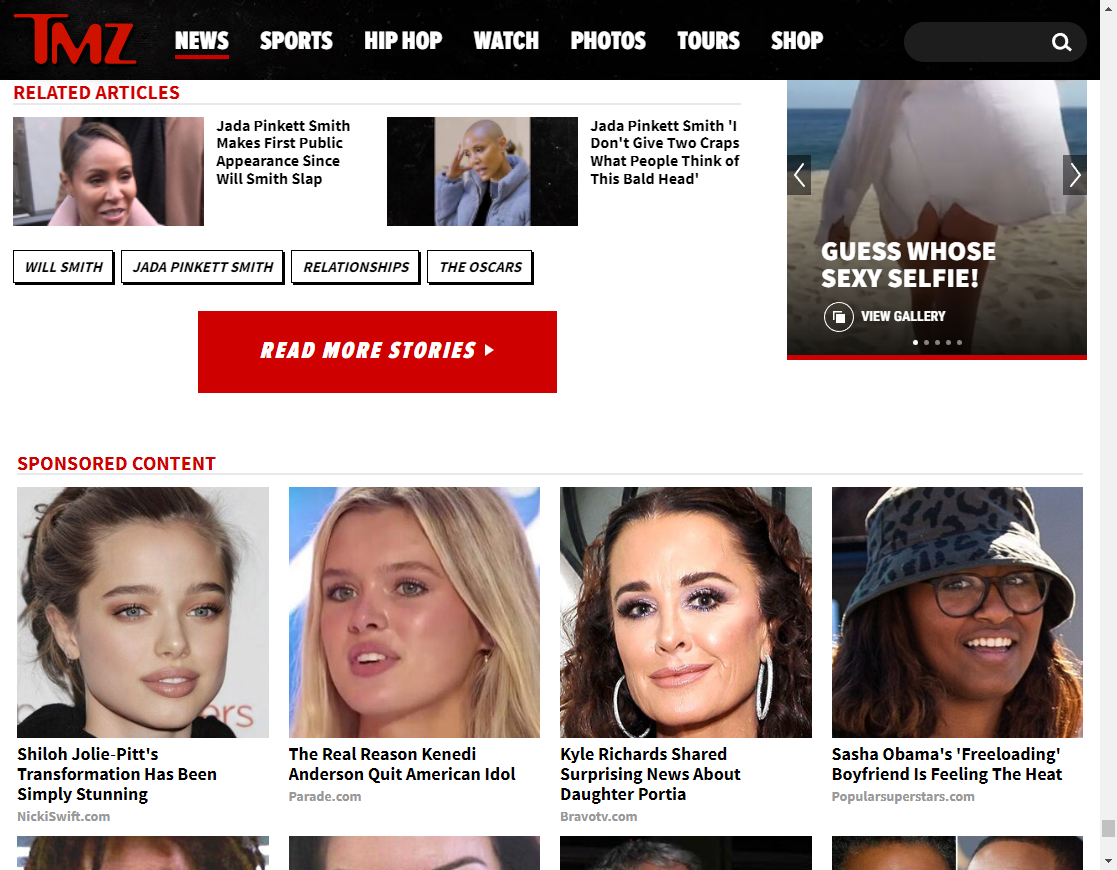 TMZ
NEWS
SPORTS
HIP HOP
WATCH
PHOTOS
TOURS
SHOP
RELATED ARTICLES
Jada Pinkett Smith
Makes First Public
Appearance Since
Will Smith Slap
Jada Pinkett Smith 'I
Don't Give Two Craps
What People Think of
This Bald Head'
WILL SMITH
JADA PINKETT SMITH
RELATIONSHIPS
THE OSCARS
READ MORE STORIES
GUESS WHOSE
SEXY SELFIE!
VIEW GALLERY
SPONSORED CONTENT
Shiloh Jolie-Pitt's
Transformation Has Been
Simply Stunning
NickiSwift.com
The Real Reason Kenedi
Anderson Quit American Idol
Parade.com
Kyle Richards Shared
Surprising News About
Daughter Portia
Bravotv.com
Sasha Obama's 'Freeloading'
Boyfriend Is Feeling The Heat
Popularsuperstars.com